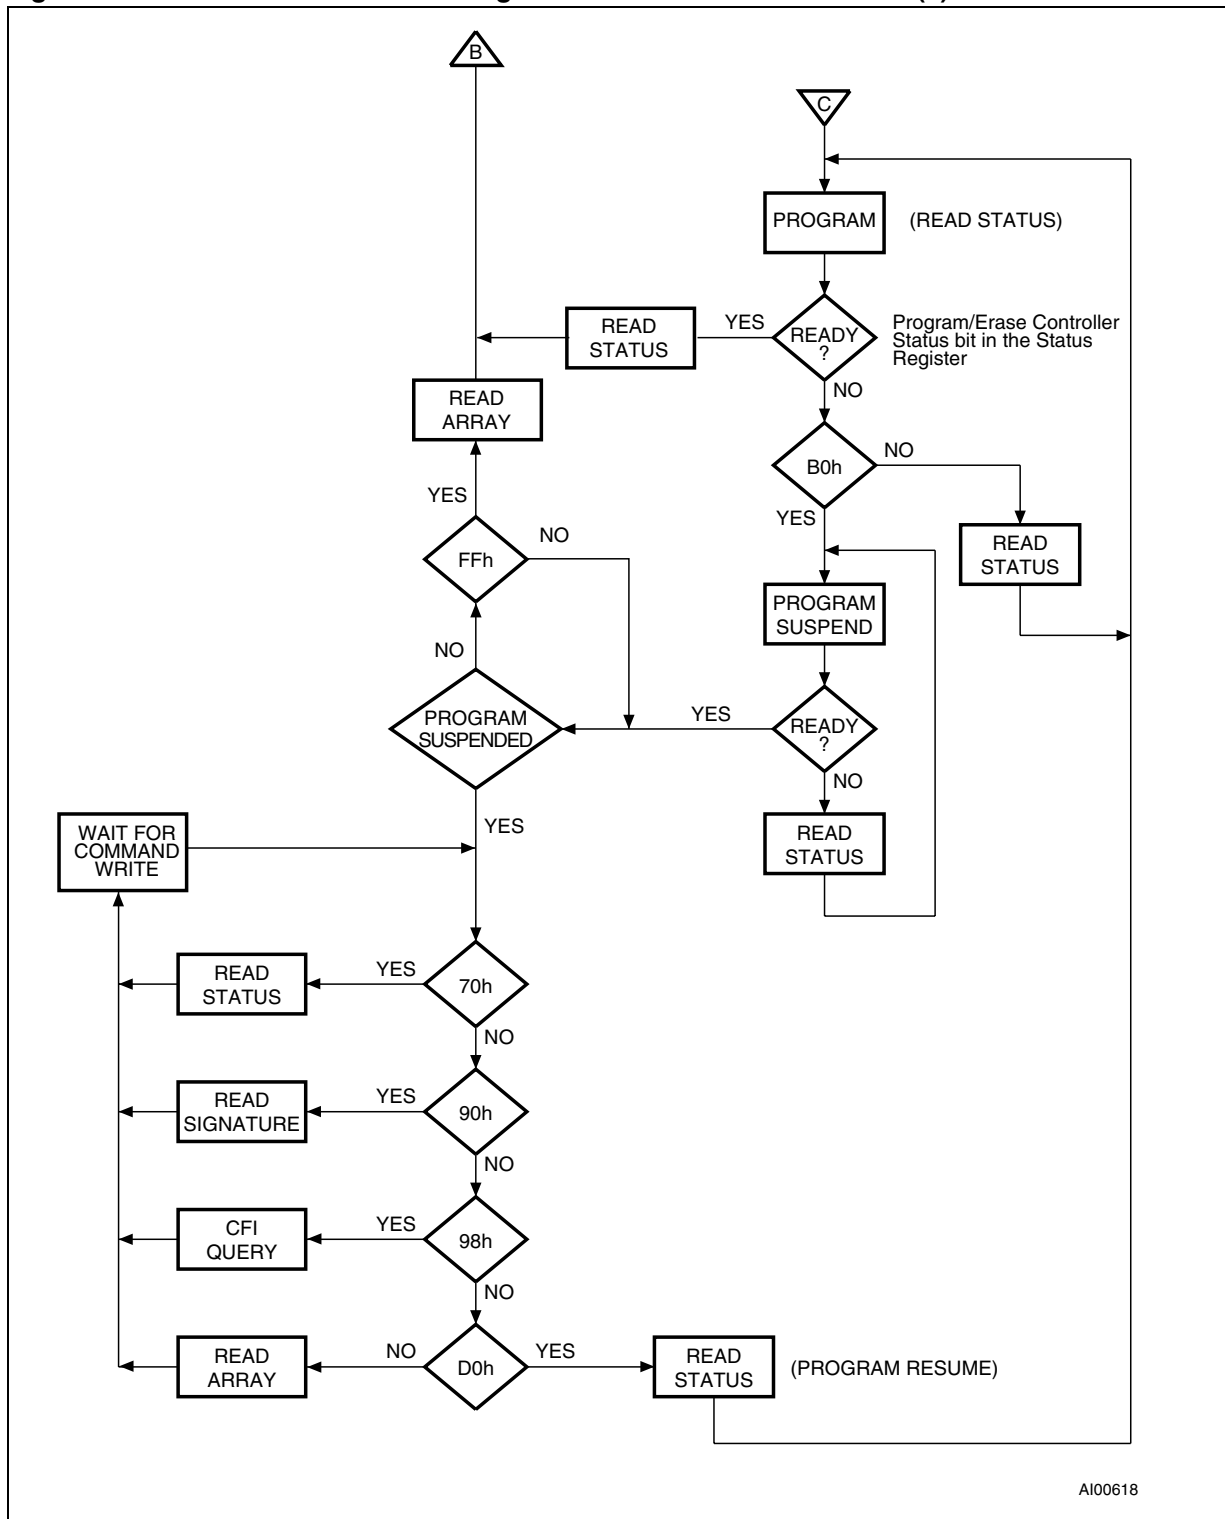 B
C
PROGRAM
(READ STATUS)
READ
STATUS
YES
READY
?
Program/Erase Controller
Status bit in the Status
Register
NO
READ
ARRAY
B0h
NO
YES
YES
FFh
NO
READ
STATUS
PROGRAM
SUSPEND
NO
PROGRAM
SUSPENDED
YES
READY
?
NO
YES
WAIT FOR
COMMAND
WRITE
READ
STATUS
READ
STATUS
YES
70h
NO
READ
SIGNATURE
YES
90h
NO
CFI
QUERY
YES
98h
NO
READ
ARRAY
NO
D0h
YES
READ
STATUS
(PROGRAM RESUME)
AI00618